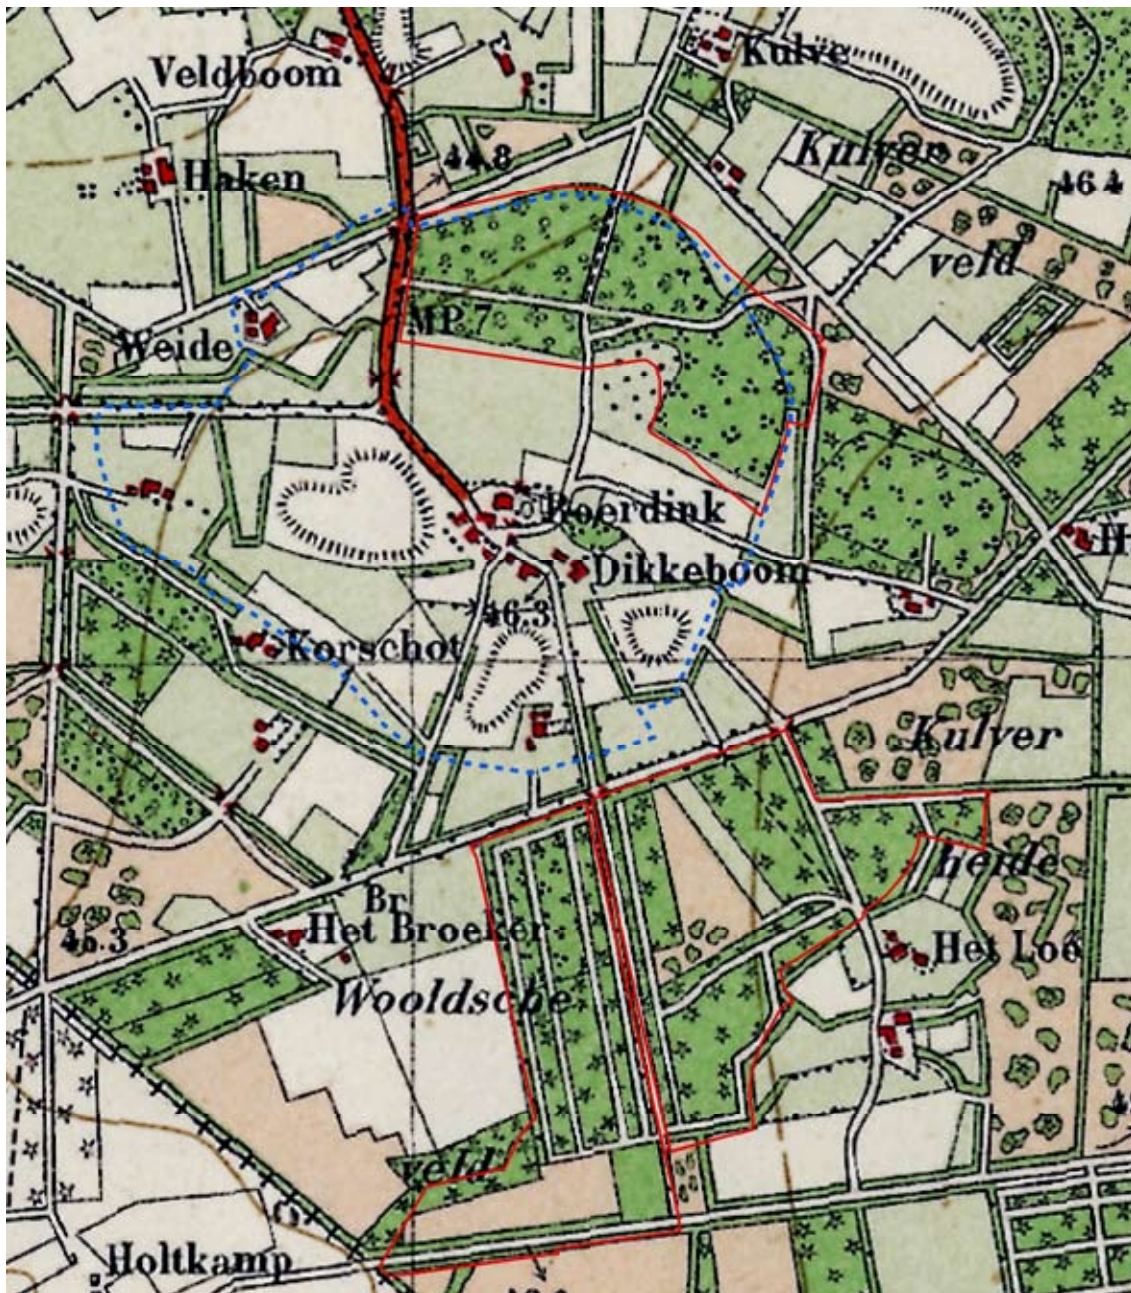 Veldboom
Kulve
44.8
Kulver
Haken
46 4
veld
MP. 7
Weide
Boerdink
Dikkeboom
H
46.3
Korschot
Kulver
heide
Br.
45.3
Het Broeker
Het Loo
Wooldsche
veld
Holtkamp